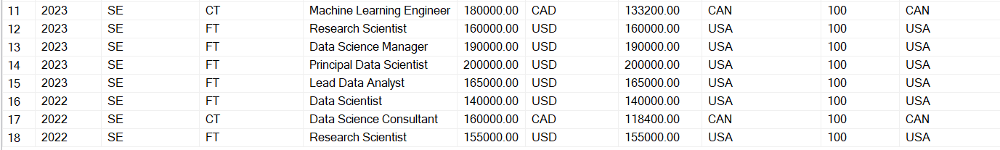 11 2023 SE CT Machine Learning Engineer 180000.00 CAD 133200.00 CAN 100 CAN
12 2023 SE FT Research Scientist 160000.00 USD 160000.00 USA 100 USA
13 2023 SE FT Data Science Manager 190000.00 USD 190000.00 USA 100 USA
14 2023 SE FT Principal Data Scientist 200000.00 USD 200000.00 USA 100 USA
15 2023 SE FT Lead Data Analyst 165000.00 USD 165000.00 USA 100 USA
16 2022 SE FT Data Scientist 140000.00 USD 140000.00 USA 100 USA
17 2022 SE CT Data Science Consultant 160000.00 CAD 118400.00 CAN 100 CAN
18 2022 SE FT Research Scientist 155000.00 USD 155000.00 USA 100 USA